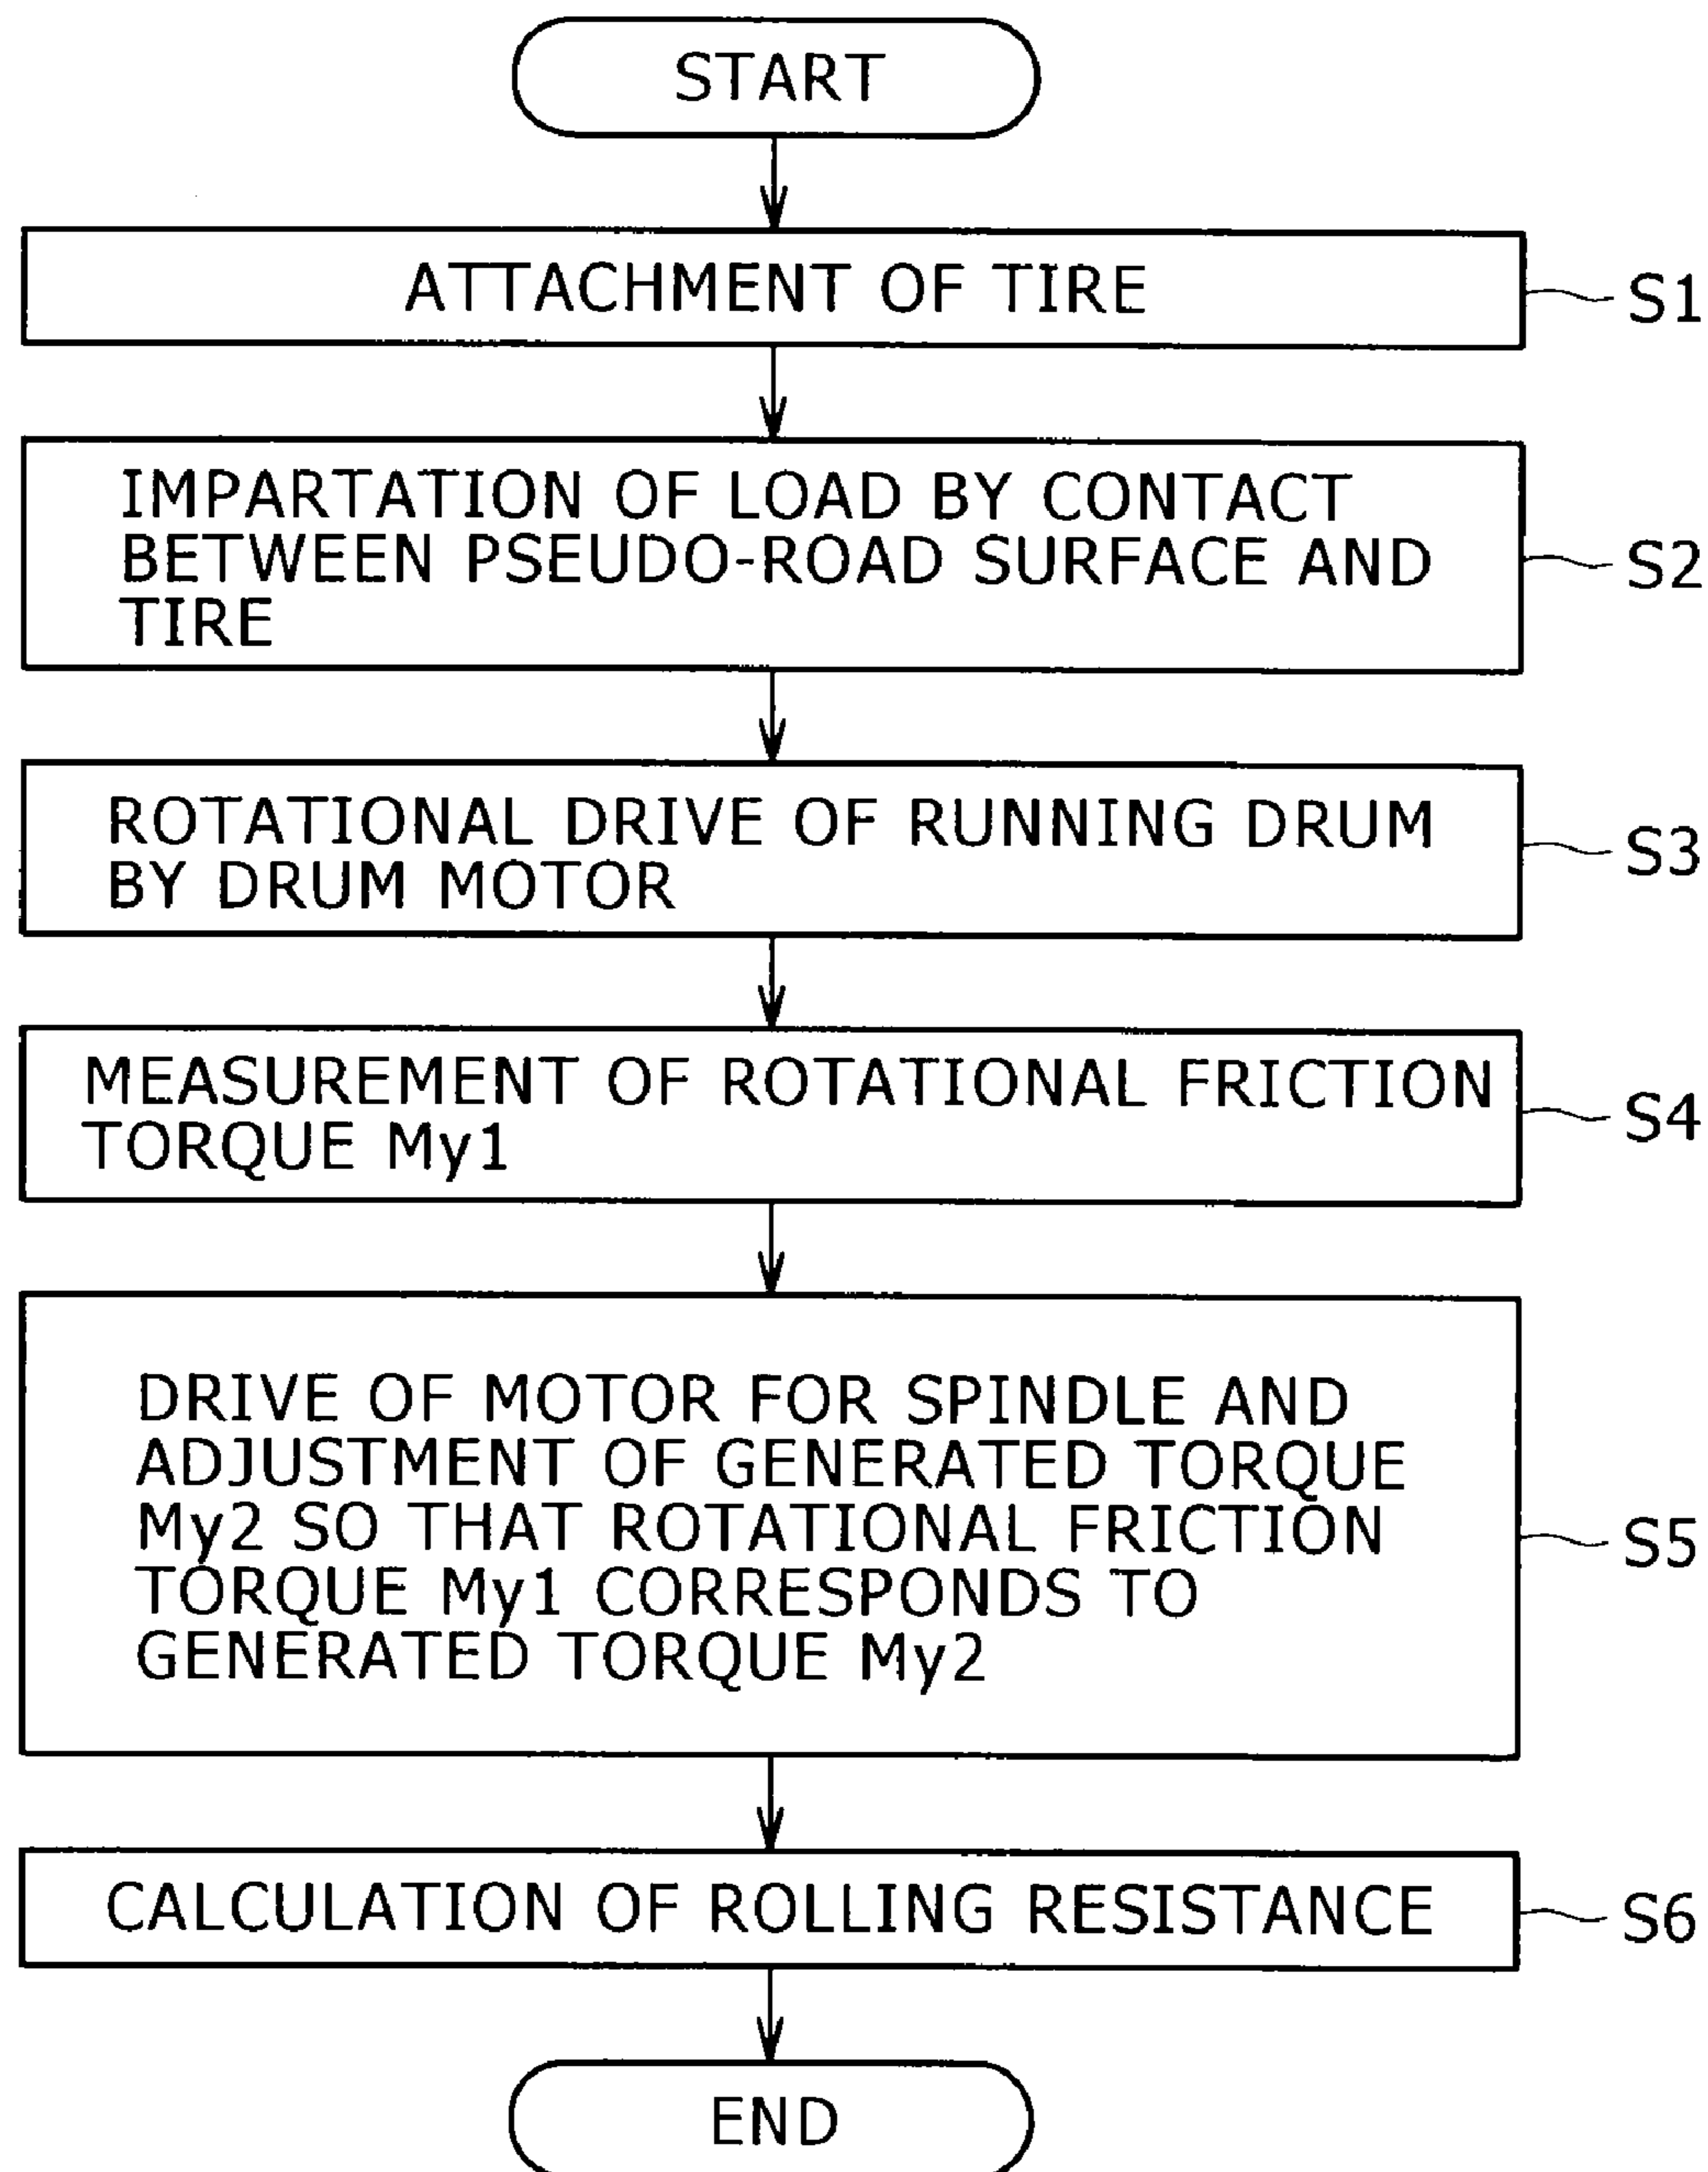 START
ATTACHMENT OF TIRE
S1
IMPARTATION OF LOAD BY CONTACT
BETWEEN PSEUDO-ROAD SURFACE AND
TIRE
S2
ROTATIONAL DRIVE OF RUNNING DRUM
BY DRUM MOTOR
S3
MEASUREMENT OF ROTATIONAL FRICTION
TORQUE My1
S4
DRIVE OF MOTOR FOR SPINDLE AND
ADJUSTMENT OF GENERATED TORQUE
My2 SO THAT ROTATIONAL FRICTION
TORQUE My1 CORRESPONDS TO
GENERATED TORQUE My2
S5
CALCULATION OF ROLLING RESISTANCE
S6
END